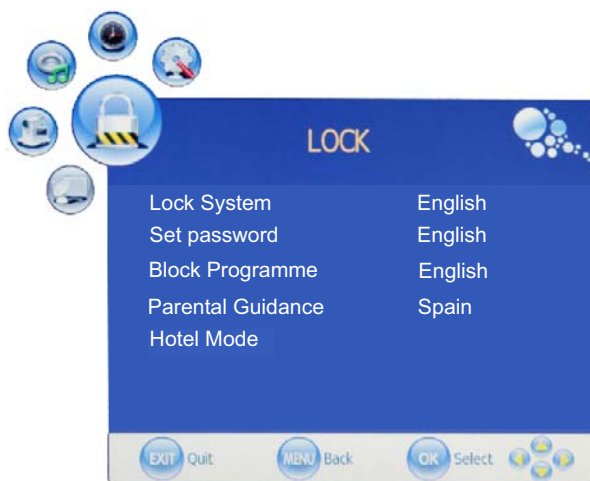 LOCK
Lock System English
Set password English
Block Programme English
Parental Guidance Spain
Hotel Mode
EXIT Quit MENU Back OK Select